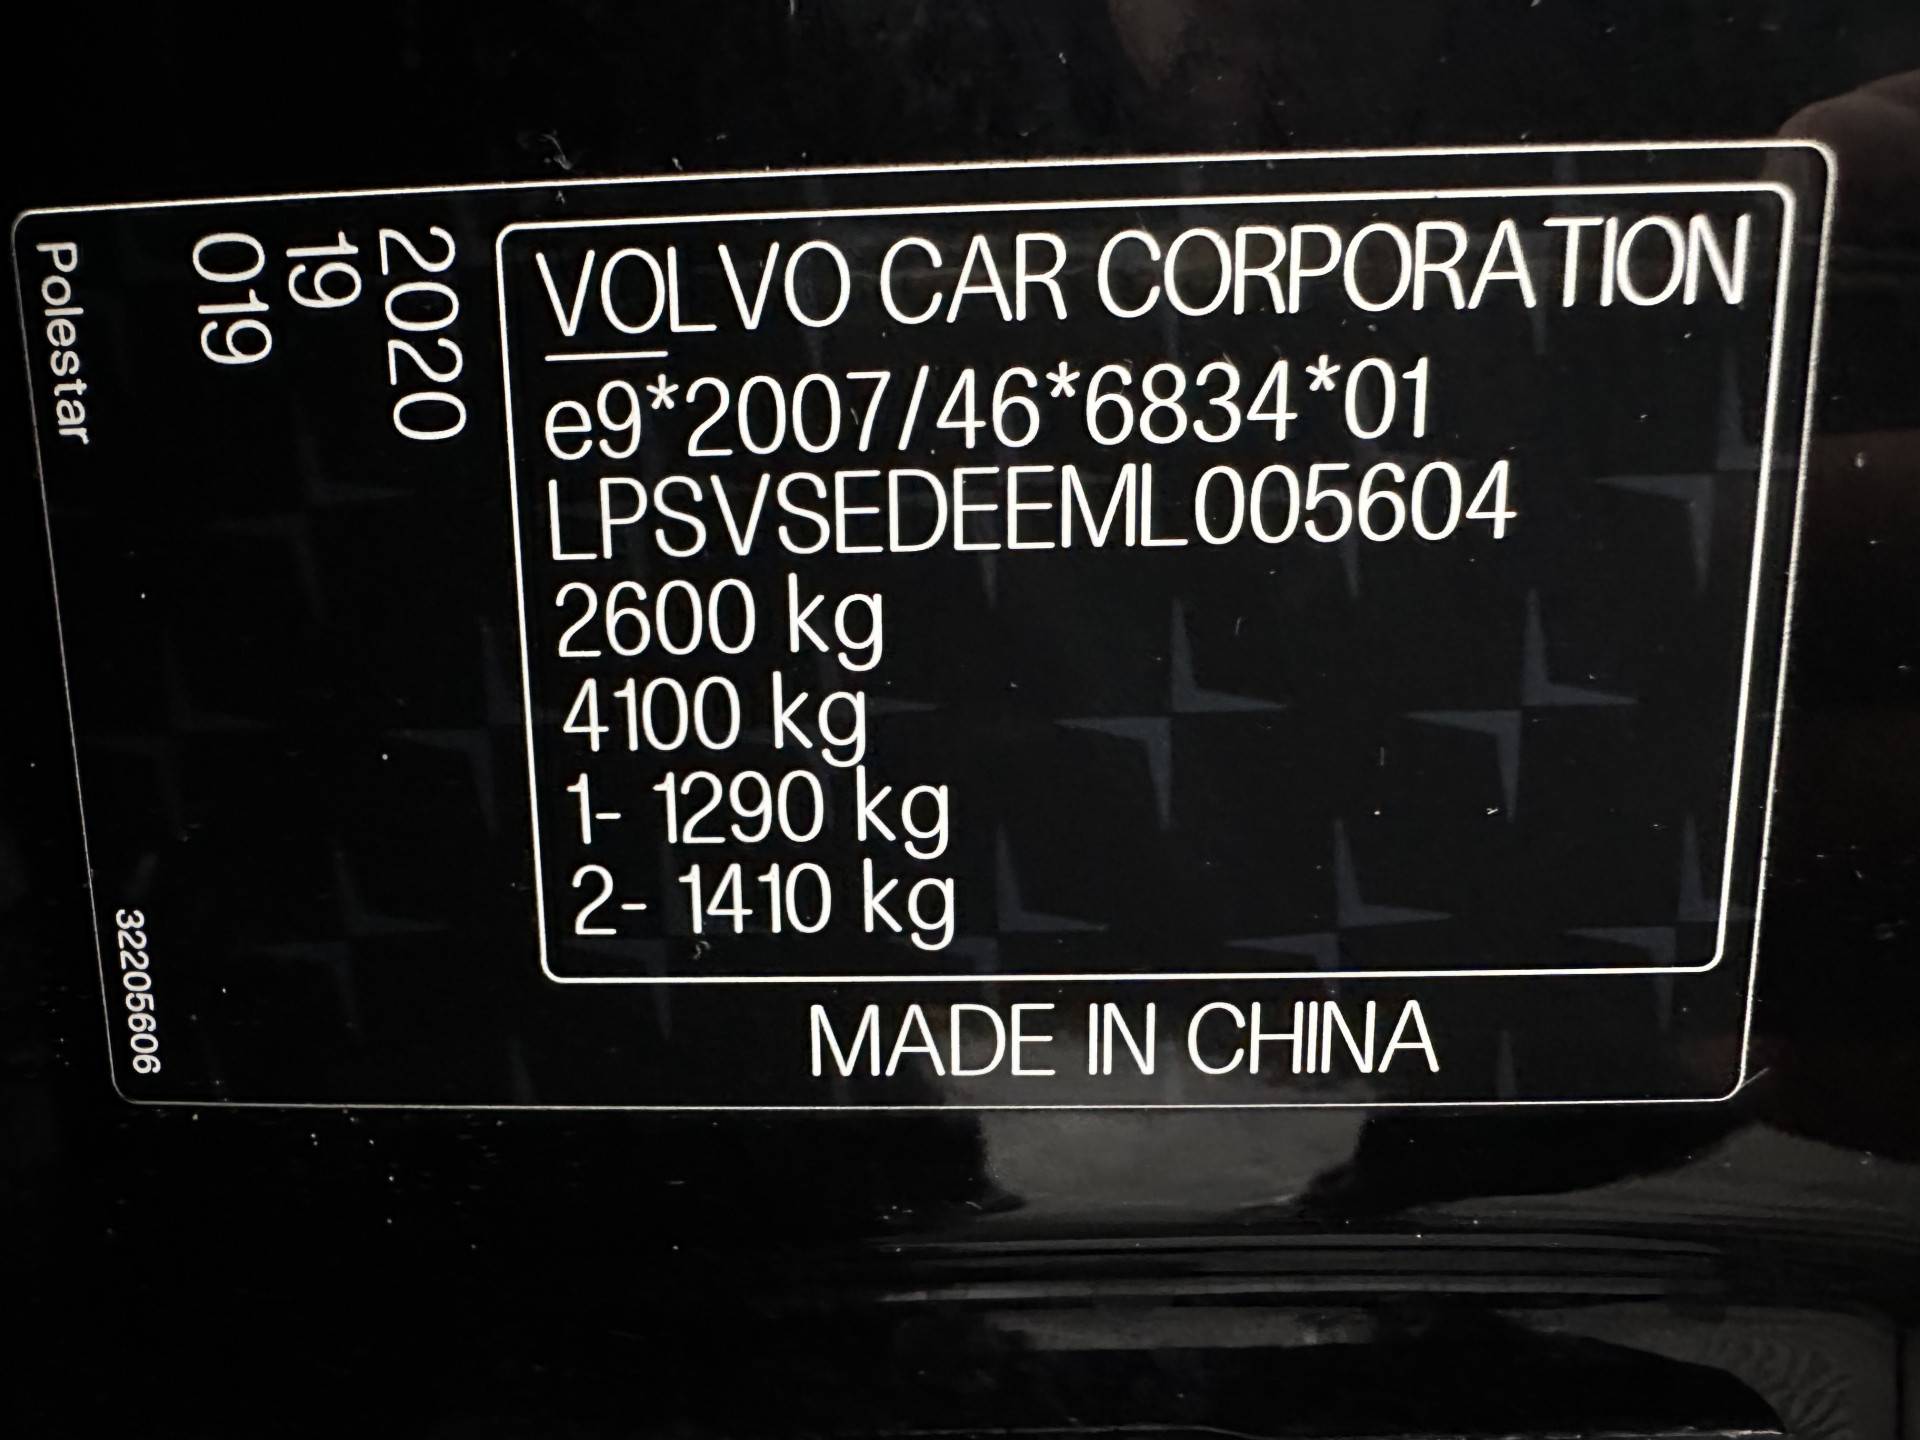 VOLVO CAR CORPORATION
e9*2007/46*6834*01
LPSVSEDEEML005604
2600 kg
4100 kg
1- 1290 kg
2- 1410 kg
MADE IN CHINA
2020
19
019
Polestar
32205606